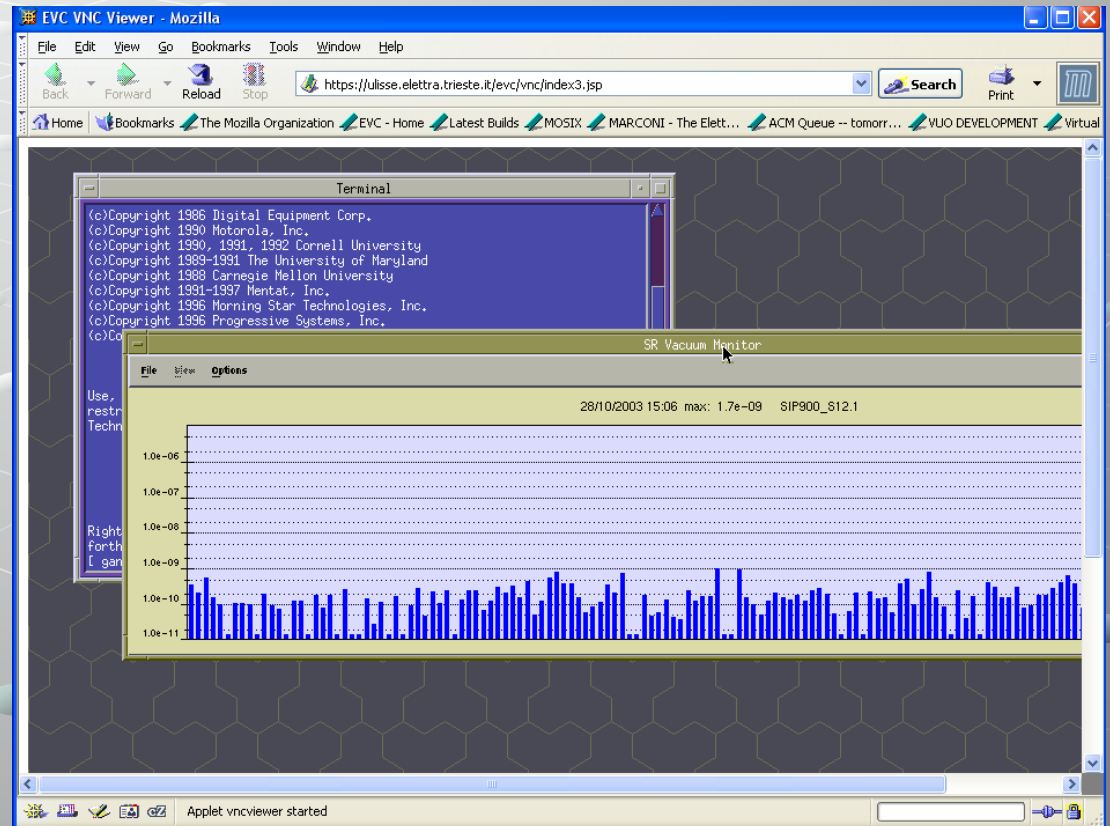 EVC VNC Viewer - Mozilla
File Edit View Go Bookmarks Tools Window Help
Back Forward Reload Stop https://ulisse.elettra.trieste.it/evc/vnc/index3.jsp Search Print
Home Bookmarks The Mozilla Organization EVC - Home Latest Builds MOSIX MARCONI - The Elett... ACM Queue -- tomorr... VUO DEVELOPMENT Virtual
Terminal
(c)Copyright 1986 Digital Equipment Corp.
(c)Copyright 1990 Motorola, Inc.
(c)Copyright 1990, 1991, 1992 Cornell University
(c)Copyright 1989-1991 The University of Maryland
(c)Copyright 1988 Carnegie Mellon University
(c)Copyright 1991-1997 Mentat, Inc.
(c)Copyright 1996 Morning Star Technologies, Inc.
(c)Copyright 1996 Progressive Systems, Inc.
(c)Co
Use,
restr
Techn
Right
forth
[ gan
SR Vacuum Monitor
File View Options
28/10/2003 15:06 max: 1.7e-09 SIP900_S12.1
1.0e-06
1.0e-07
1.0e-08
1.0e-09
1.0e-10
1.0e-11
Applet vncviewer started